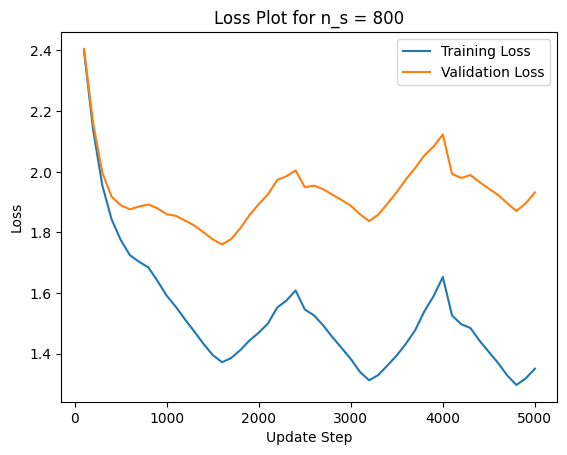 Loss Plot for n_s = 800
Training Loss
Validation Loss
Loss
2.4
2.2
2.0
1.8
1.6
1.4
0
1000
2000
3000
4000
5000
Update Step